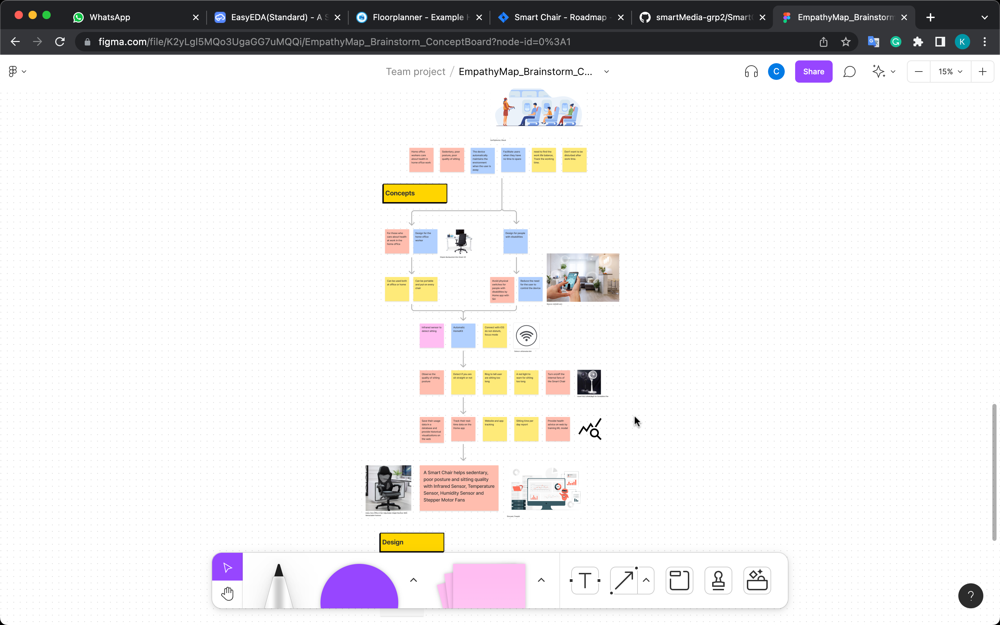 WhatsApp
EasyEDA(Standard) - A S
Floorplanner - Example H
Smart Chair - Roadmap -
smartMedia-grp2/SmartC
EmpathyMap_Brainstorm
figma.com/file/K2yLgl5MQo3UgaGG7uMQQi/EmpathyMap_Brainstorm_ConceptBoard?node-id=0%3A1
K
Team project / EmpathyMap_Brainstorm_C...
C
Share
15%
Home office
workers care
about health in
home office work
Sedentary, poor
posture, poor
quality of sitting
The device
automatically
maintains the
environment
when the user is
away
Facilitate users
when they have
no time to spare
need to find the
work life balance,
Track the working
time.
Don't want to be
disturbed after
work time.
Concepts
For those who
care about health
at work in the
home office
Design for the
home office
worker
Design for people
with disabilities
Can be used both
at office or home
Can be portable
and put on every
chair
Avoid physical
switches for
people with
disabilities by
Home app with
Siri
Reduce the need
for the user to
control the device
Infrared sensor to
detect sitting
Automatic
HomeKit
Connect with iOS
do not disturb,
focus mode
Observe the
quality of sitting
posture
Detect if you are
sit straight or not
Ring to tell user
are sitting too
long
A red light to
warn for sitting
too long
Turn on/off the
internal fans of
the Smart Chair
Save their usage
data in a
database and
provide historical
visualizations on
the web
Track their real-
time data on the
Home app
Website and app
tracking
Sitting time per
day report
Provide health
advice on web by
training ML model
A Smart Chair helps sedentary,
poor posture and sitting quality
with Infrared Sensor, Temperature
Sensor, Humidity Sensor and
Stepper Motor Fans
Design
T
?